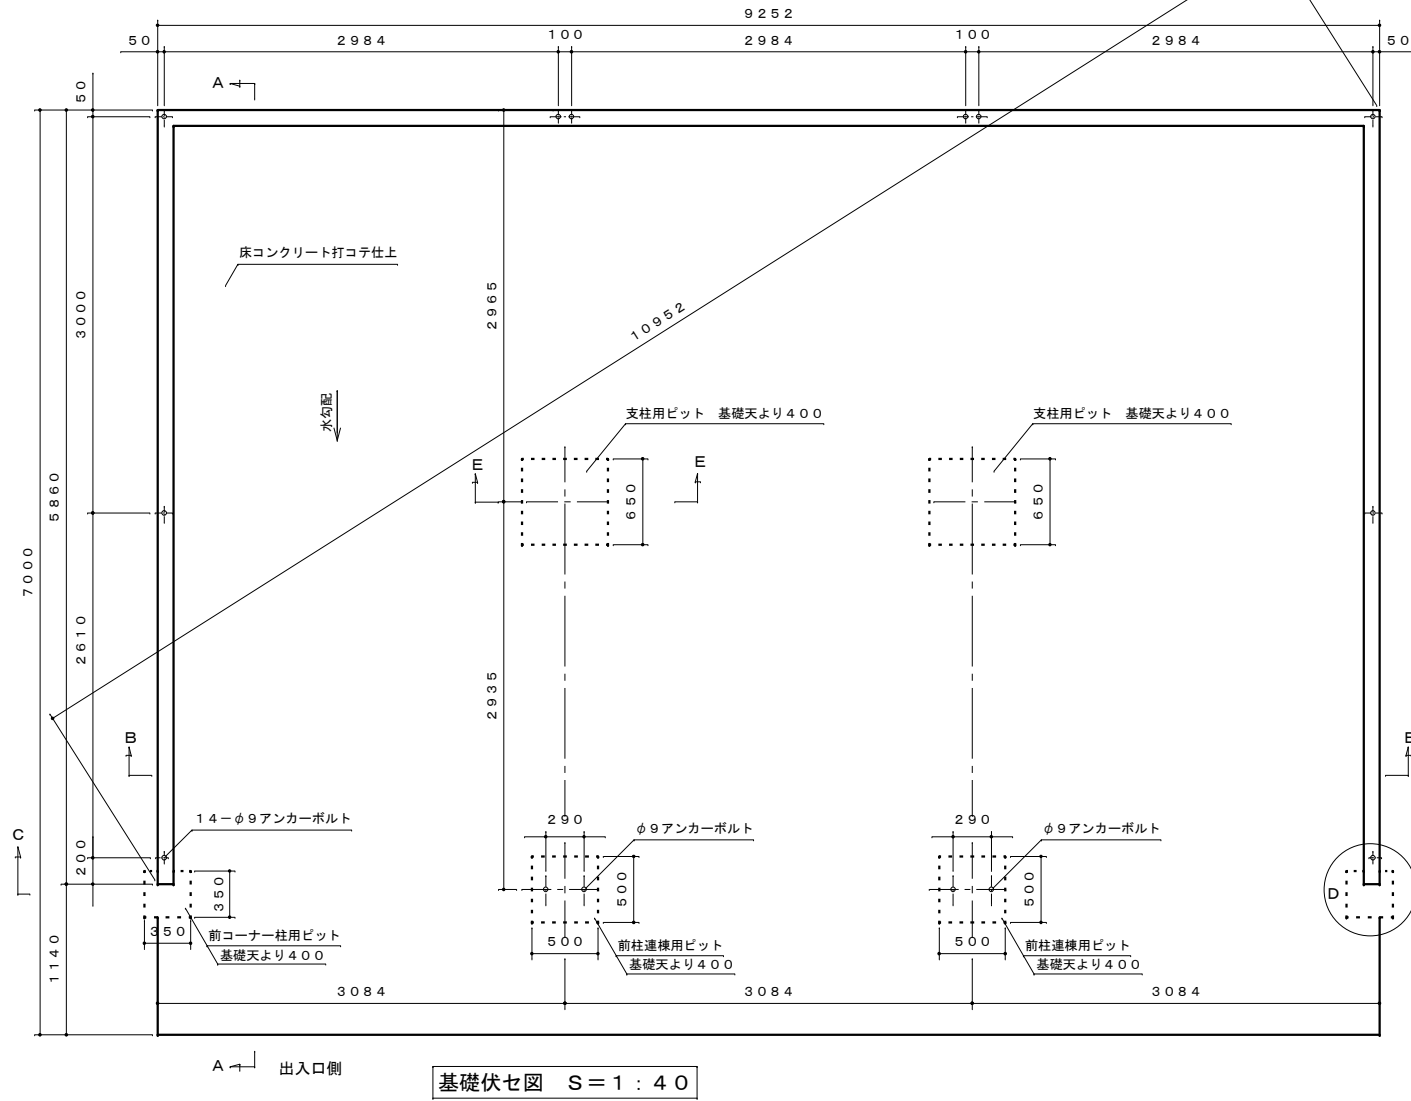 9252
50 2984 100 2984 100 2984 50
A
50
床コンクリート打コテ仕上
3000
2965
10952
水勾配
支柱用ピット 基礎天より400
支柱用ピット 基礎天より400
E E
650 650
5860
7000
2610
2935
B
C
14-φ9アンカーボルト
290
φ9アンカーボルト
290
φ9アンカーボルト
200
350
350
500
500
500
500
D
前コーナー柱用ピット
基礎天より400
前柱連棟用ピット
基礎天より400
前柱連棟用ピット
基礎天より400
1140
3084 3084 3084
A 出入口側
基礎伏セ図 S=1:40